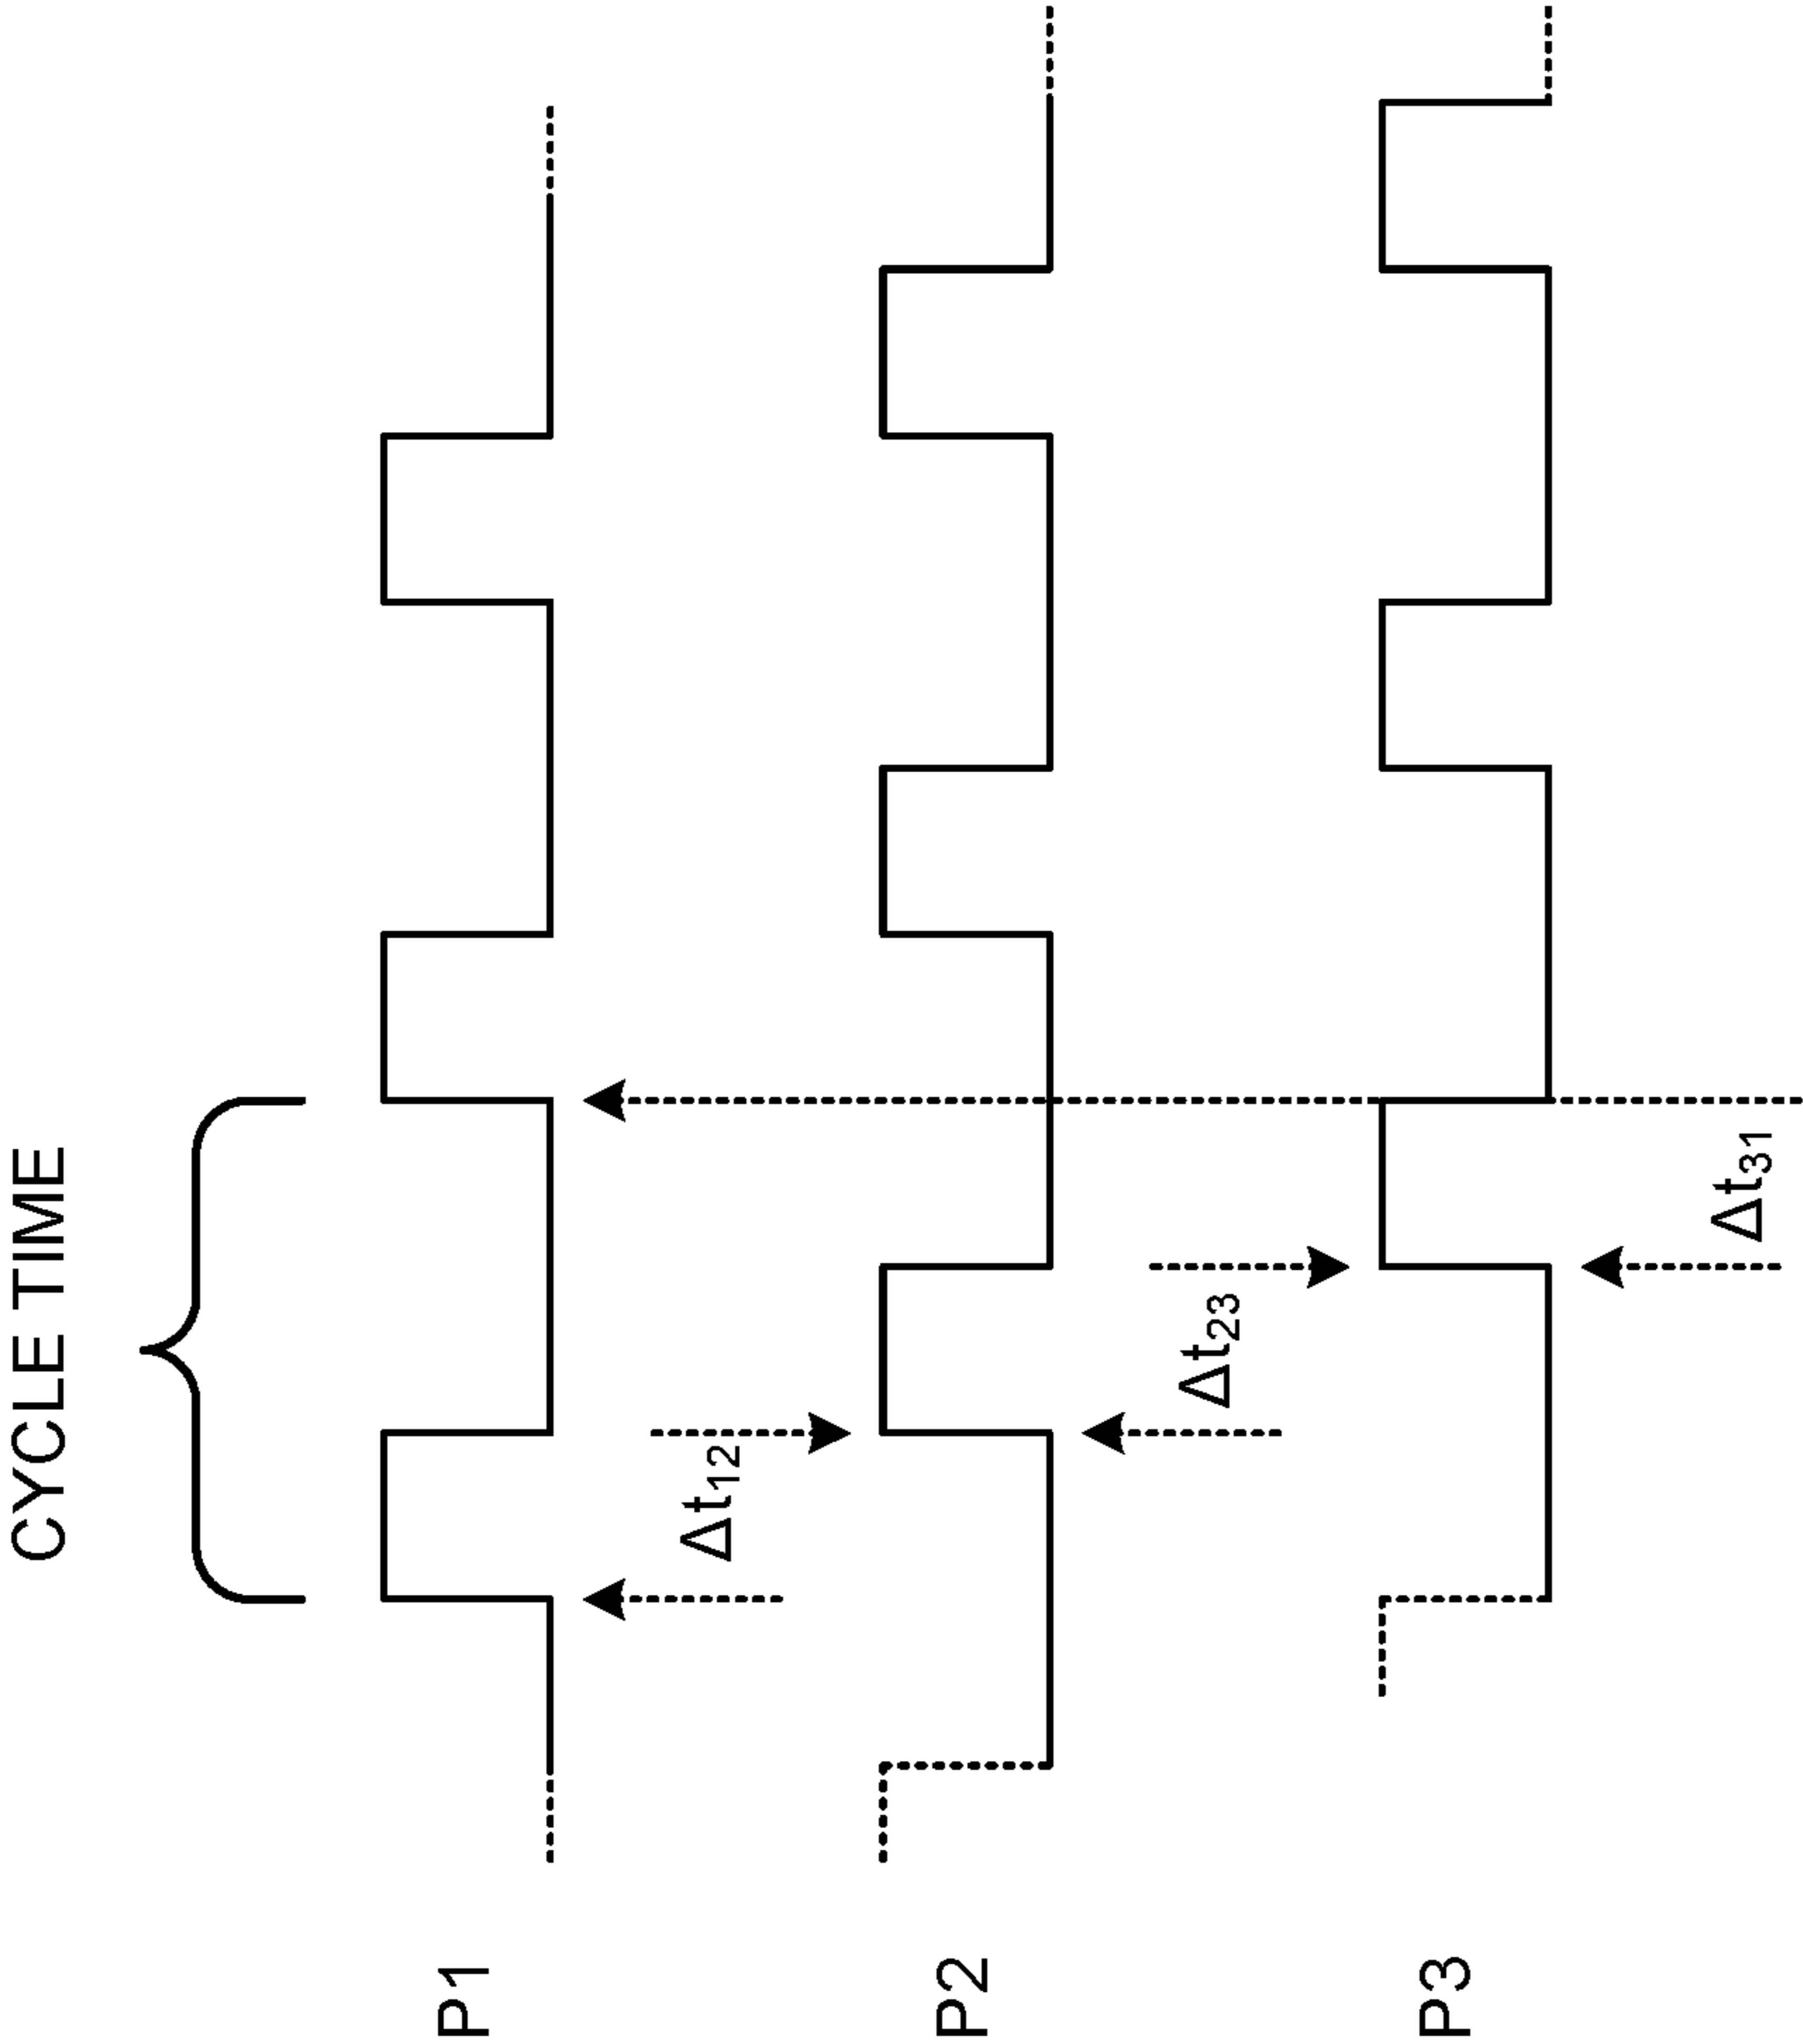 CYCLE TIME
P1
Δt₁₂
P2
Δt₂₃
P3
Δt₃₁